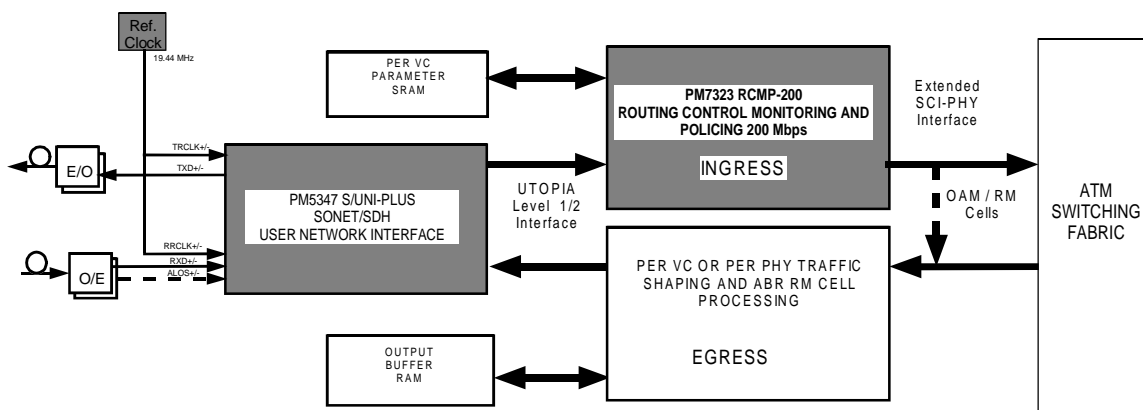 Ref.
Clock
19.44 MHz
PER VC
PARAMETER
SRAM
PM7323 RCMP-200
ROUTING CONTROL MONITORING AND
POLICING 200 Mbps
INGRESS
Extended
SCI-PHY
Interface
TRCLK+/-
TXD+/-
E/O
PM5347 S/UNI-PLUS
SONET/SDH
USER NETWORK INTERFACE
UTOPIA
Level 1/2
Interface
OAM / RM
Cells
ATM
SWITCHING
FABRIC
RRCLK+/-
RXD+/-
ALOS+/-
O/E
PER VC OR PER PHY TRAFFIC
SHAPING AND ABR RM CELL
PROCESSING
EGRESS
OUTPUT
BUFFER
RAM